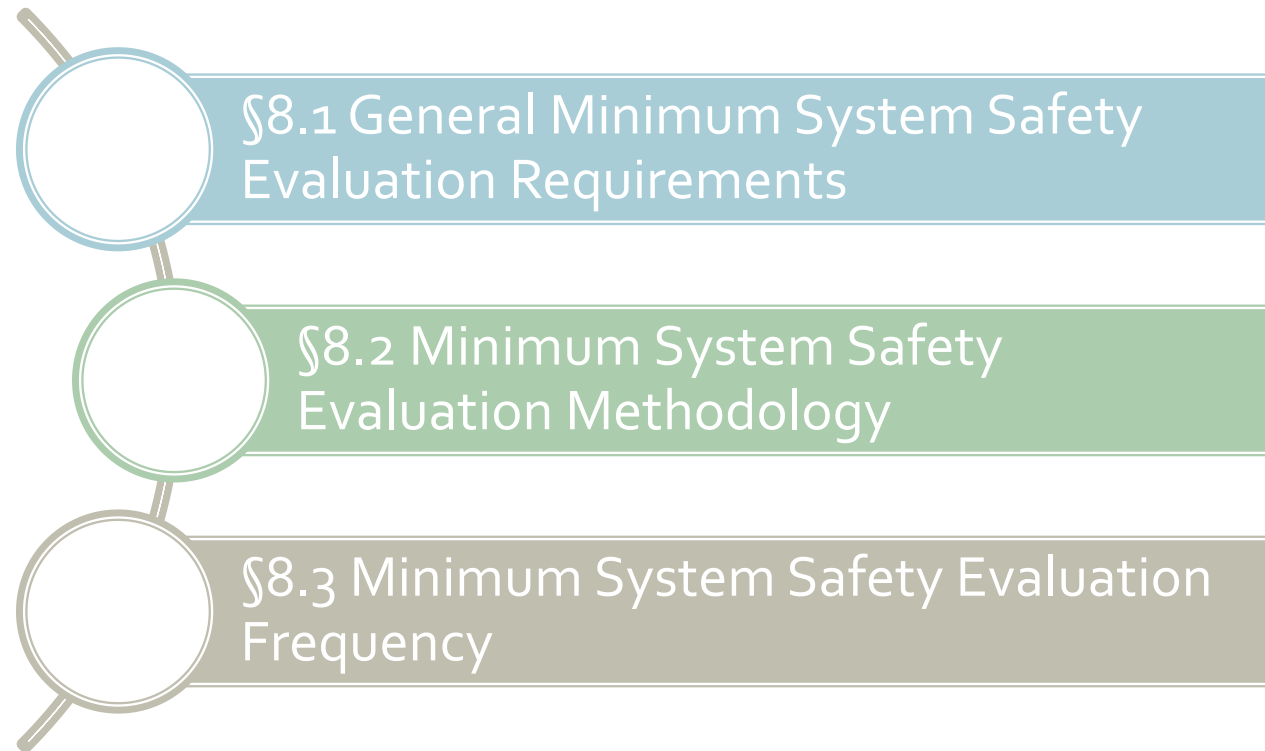 §8.1 General Minimum System Safety
Evaluation Requirements
§8.2 Minimum System Safety
Evaluation Methodology
§8.3 Minimum System Safety Evaluation
Frequency